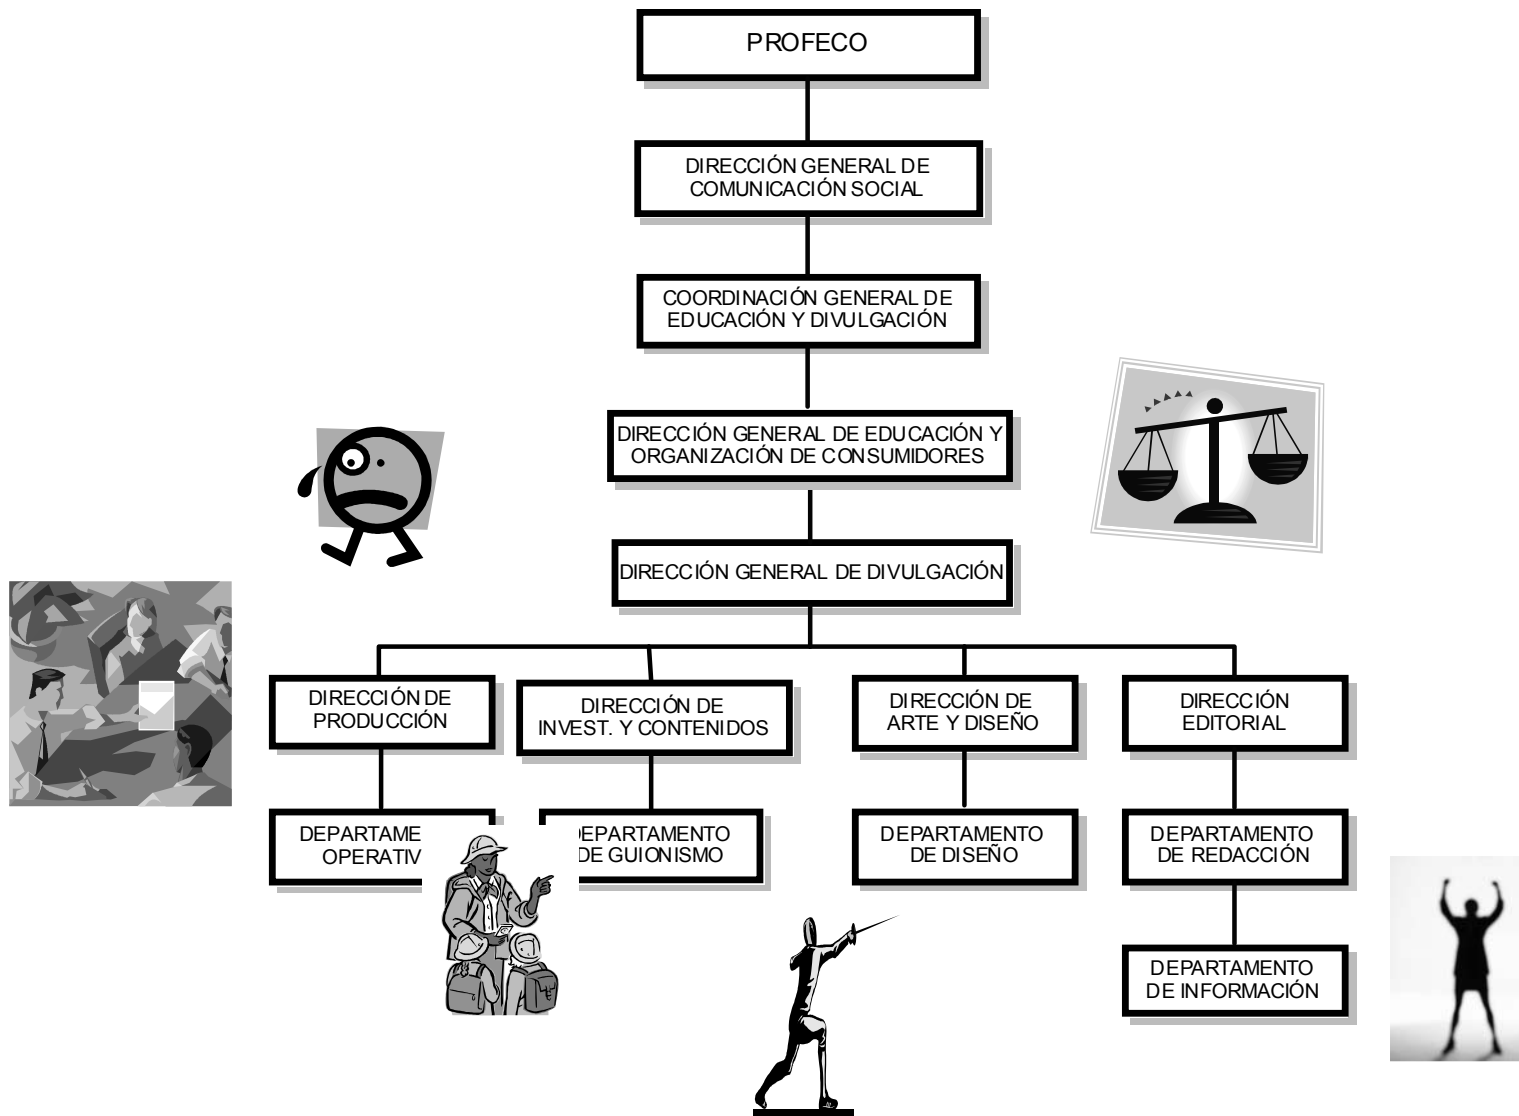 PROFECO
DIRECCIÓN GENERAL DE
COMUNICACIÓN SOCIAL
COORDINACIÓN GENERAL DE
EDUCACIÓN Y DIVULGACIÓN
DIRECCIÓN GENERAL DE EDUCACIÓN Y
ORGANIZACIÓN DE CONSUMIDORES
DIRECCIÓN GENERAL DE DIVULGACIÓN
DIRECCIÓN DE
PRODUCCIÓN
DIRECCIÓN DE
INVEST. Y CONTENIDOS
DIRECCIÓN DE
ARTE Y DISEÑO
DIRECCIÓN
EDITORIAL
DEPARTAME
OPERATIV
DEPARTAMENTO
DE GUIONISMO
DEPARTAMENTO
DE DISEÑO
DEPARTAMENTO
DE REDACCIÓN
DEPARTAMENTO
DE INFORMACIÓN